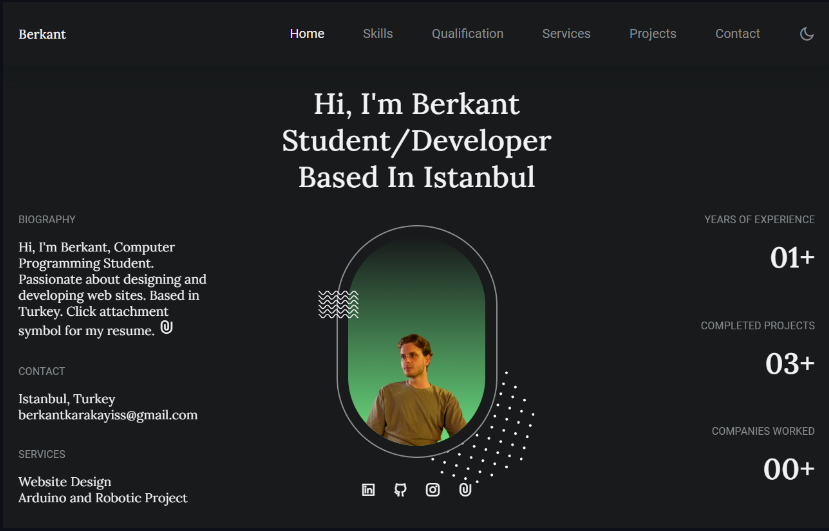 Berkant
Home
Skills
Qualification
Services
Projects
Contact
Hi, I'm Berkant
Student/Developer
Based In Istanbul
BIOGRAPHY
Hi, I'm Berkant, Computer
Programming Student.
Passionate about designing and
developing web sites. Based in
Turkey. Click attachment
symbol for my resume.
CONTACT
Istanbul, Turkey
berkantkarakayiss@gmail.com
SERVICES
Website Design
Arduino and Robotic Project
YEARS OF EXPERIENCE
01+
COMPLETED PROJECTS
03+
COMPANIES WORKED
00+